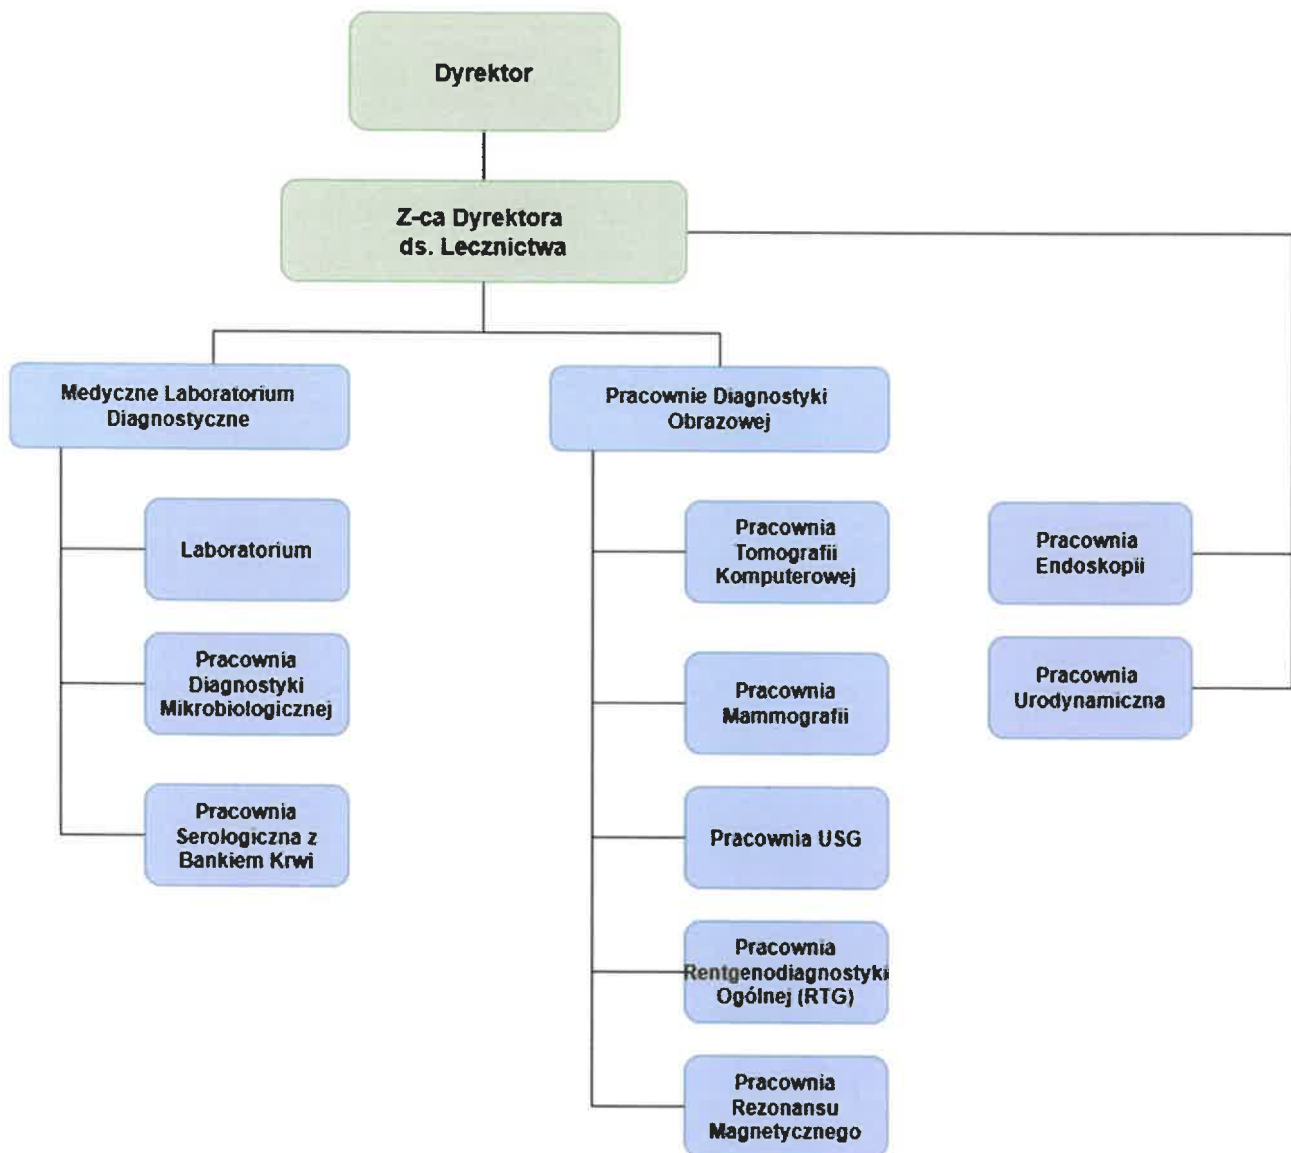 Dyrektor
Z-ca Dyrektora
ds. Lecznictwa
Medyczne Laboratorium
Diagnostyczne
Laboratorium
Pracownia
Diagnostyki
Mikrobiologicznej
Pracownia
Serologiczna z
Bankiem Krwi
Pracownie Diagnostyki
Obrazowej
Pracownia
Tomografii
Komputerowej
Pracownia
Mammografii
Pracownia USG
Pracownia
Rentgenodiagnostyki
Ogólnej (RTG)
Pracownia
Rezonansu
Magnetycznego
Pracownia
Endoskopii
Pracownia
Urodynamiczna